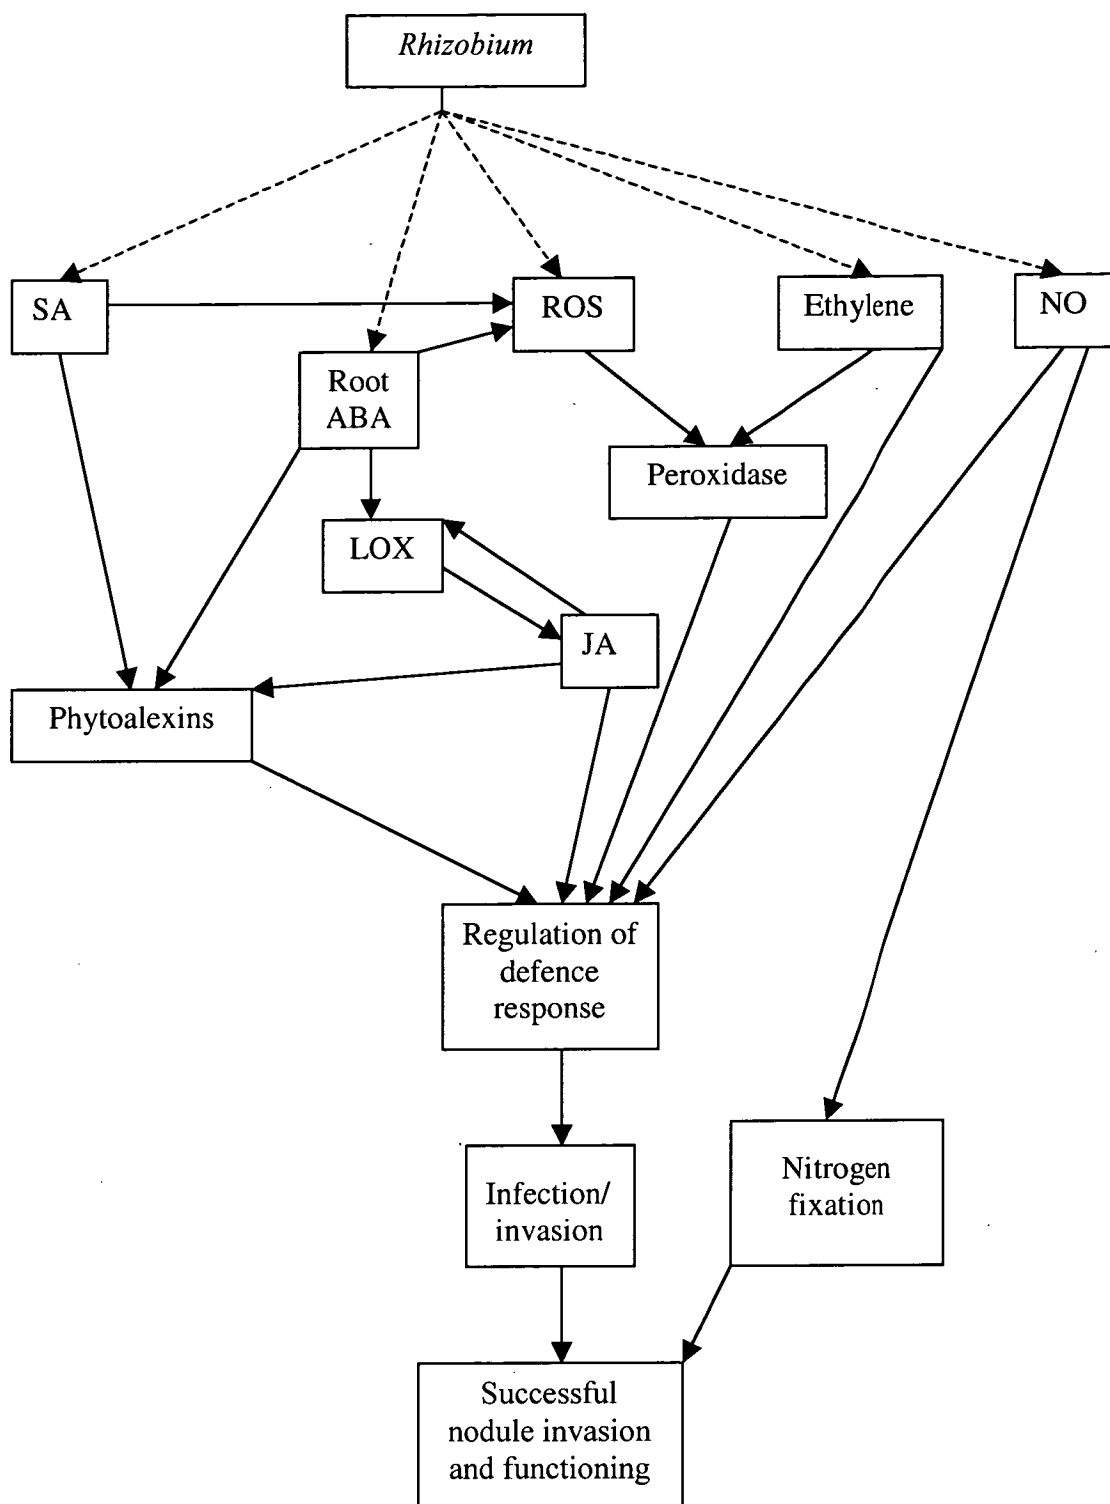 Rhizobium
SA
ROS
Ethylene
NO
Root
ABA
Peroxidase
LOX
JA
Phytoalexins
Regulation of
defence
response
Infection/
invasion
Nitrogen
fixation
Successful
nodule invasion
and functioning